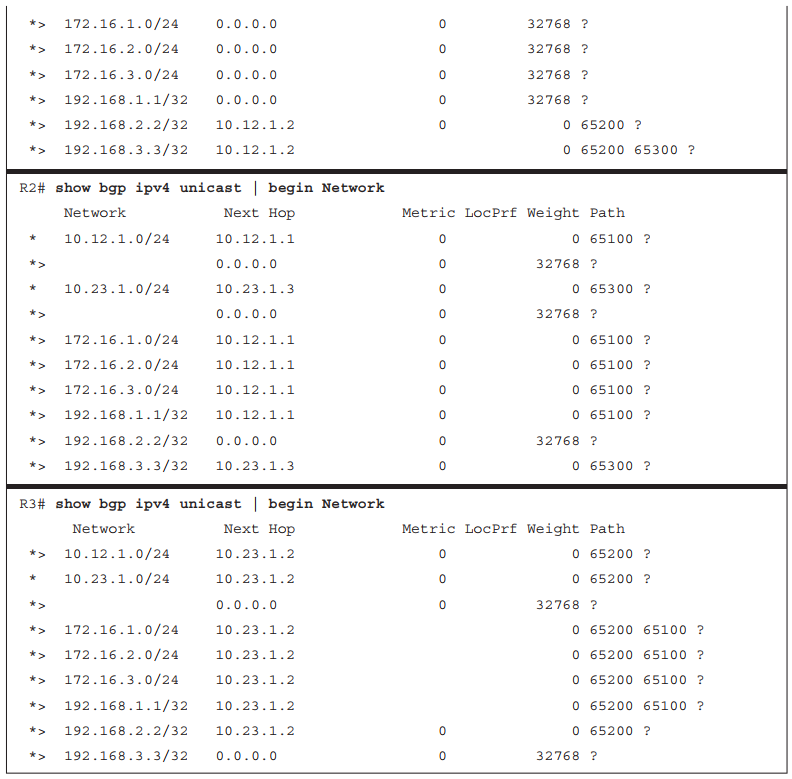 *> 172.16.1.0/24 0.0.0.0 0 32768 ?
*> 172.16.2.0/24 0.0.0.0 0 32768 ?
*> 172.16.3.0/24 0.0.0.0 0 32768 ?
*> 192.168.1.1/32 0.0.0.0 0 32768 ?
*> 192.168.2.2/32 10.12.1.2 0 0 65200 ?
*> 192.168.3.3/32 10.12.1.2 0 65200 65300 ?
R2# show bgp ipv4 unicast | begin Network
Network Next Hop Metric LocPrf Weight Path
* 10.12.1.0/24 10.12.1.1 0 0 65100 ?
*> 0.0.0.0 0 32768 ?
* 10.23.1.0/24 10.23.1.3 0 0 65300 ?
*> 0.0.0.0 0 32768 ?
*> 172.16.1.0/24 10.12.1.1 0 0 65100 ?
*> 172.16.2.0/24 10.12.1.1 0 0 65100 ?
*> 172.16.3.0/24 10.12.1.1 0 0 65100 ?
*> 192.168.1.1/32 10.12.1.1 0 0 65100 ?
*> 192.168.2.2/32 0.0.0.0 0 32768 ?
*> 192.168.3.3/32 10.23.1.3 0 0 65300 ?
R3# show bgp ipv4 unicast | begin Network
Network Next Hop Metric LocPrf Weight Path
*> 10.12.1.0/24 10.23.1.2 0 0 65200 ?
* 10.23.1.0/24 10.23.1.2 0 0 65200 ?
*> 0.0.0.0 0 32768 ?
*> 172.16.1.0/24 10.23.1.2 0 65200 65100 ?
*> 172.16.2.0/24 10.23.1.2 0 65200 65100 ?
*> 172.16.3.0/24 10.23.1.2 0 65200 65100 ?
*> 192.168.1.1/32 10.23.1.2 0 65200 65100 ?
*> 192.168.2.2/32 10.23.1.2 0 0 65200 ?
*> 192.168.3.3/32 0.0.0.0 0 32768 ?